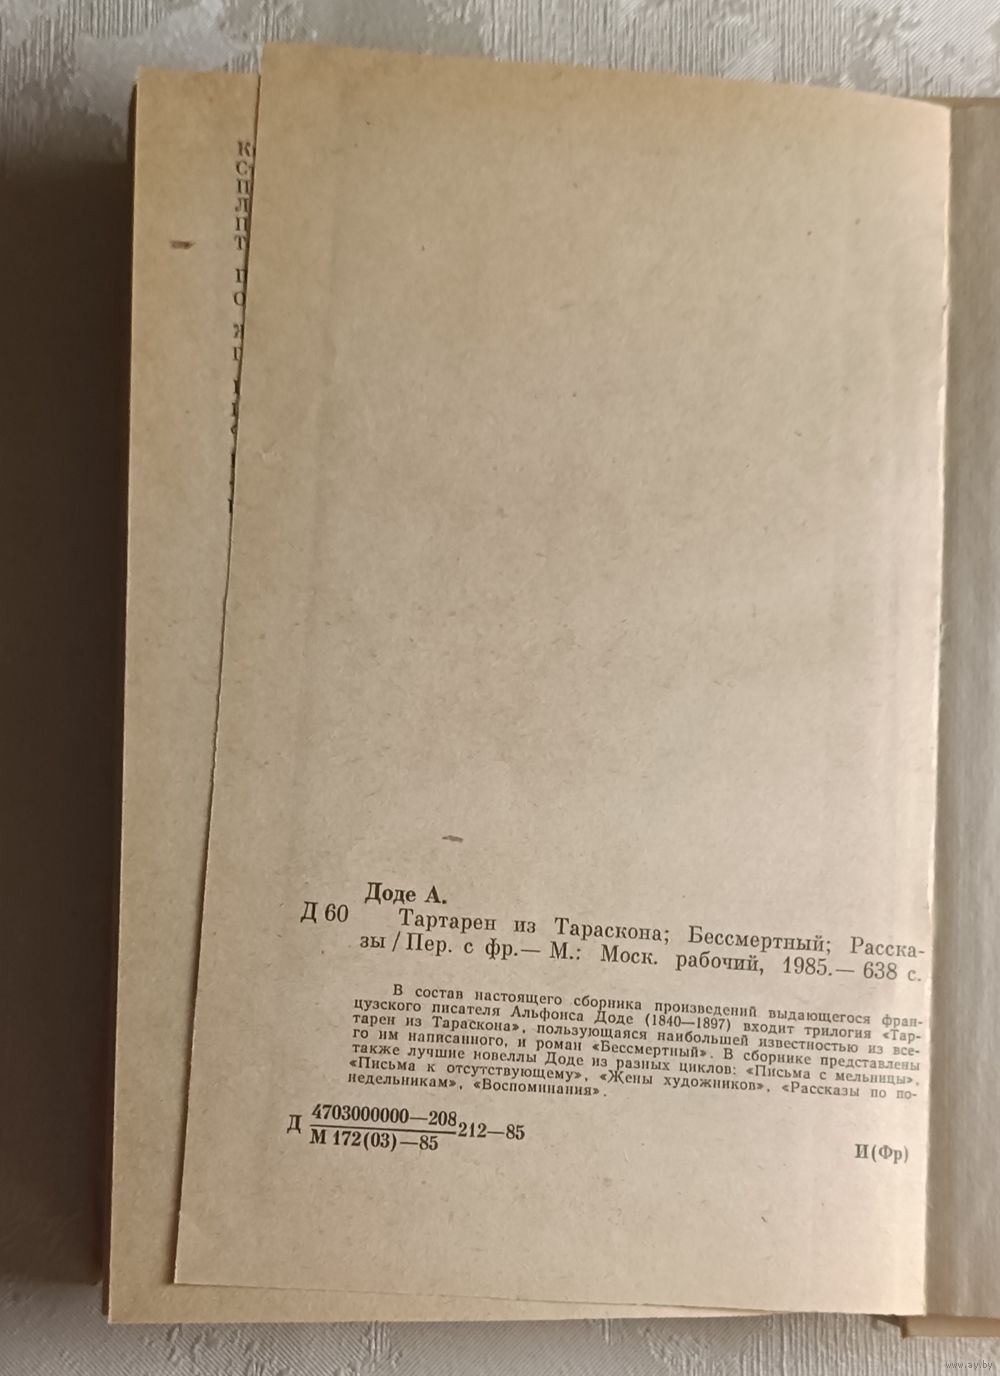 К
С
П
Л
П
Т
Доде А.
Д 60 Тартарен из Тараскона; Бессмертный; Расска-
зы / Пер. с фр.— М.: Моск. рабочий, 1985.— 638 с.
В состав настоящего сборника произведений выдающегося фран-
цузского писателя Альфонса Доде (1840—1897) входит трилогия «Тар-
тарен из Тараскона», пользующаяся наибольшей известностью из все-
го им написанного, и роман «Бессмертный». В сборнике представлены
также лучшие новеллы Доде из разных циклов: «Письма с мельницы»,
«Письма к отсутствующему», «Жены художников», «Рассказы по по-
недельникам», «Воспоминания».
Д 4703000000—208 212—85
М 172(03)—85
И(Фр)
www.ay.by